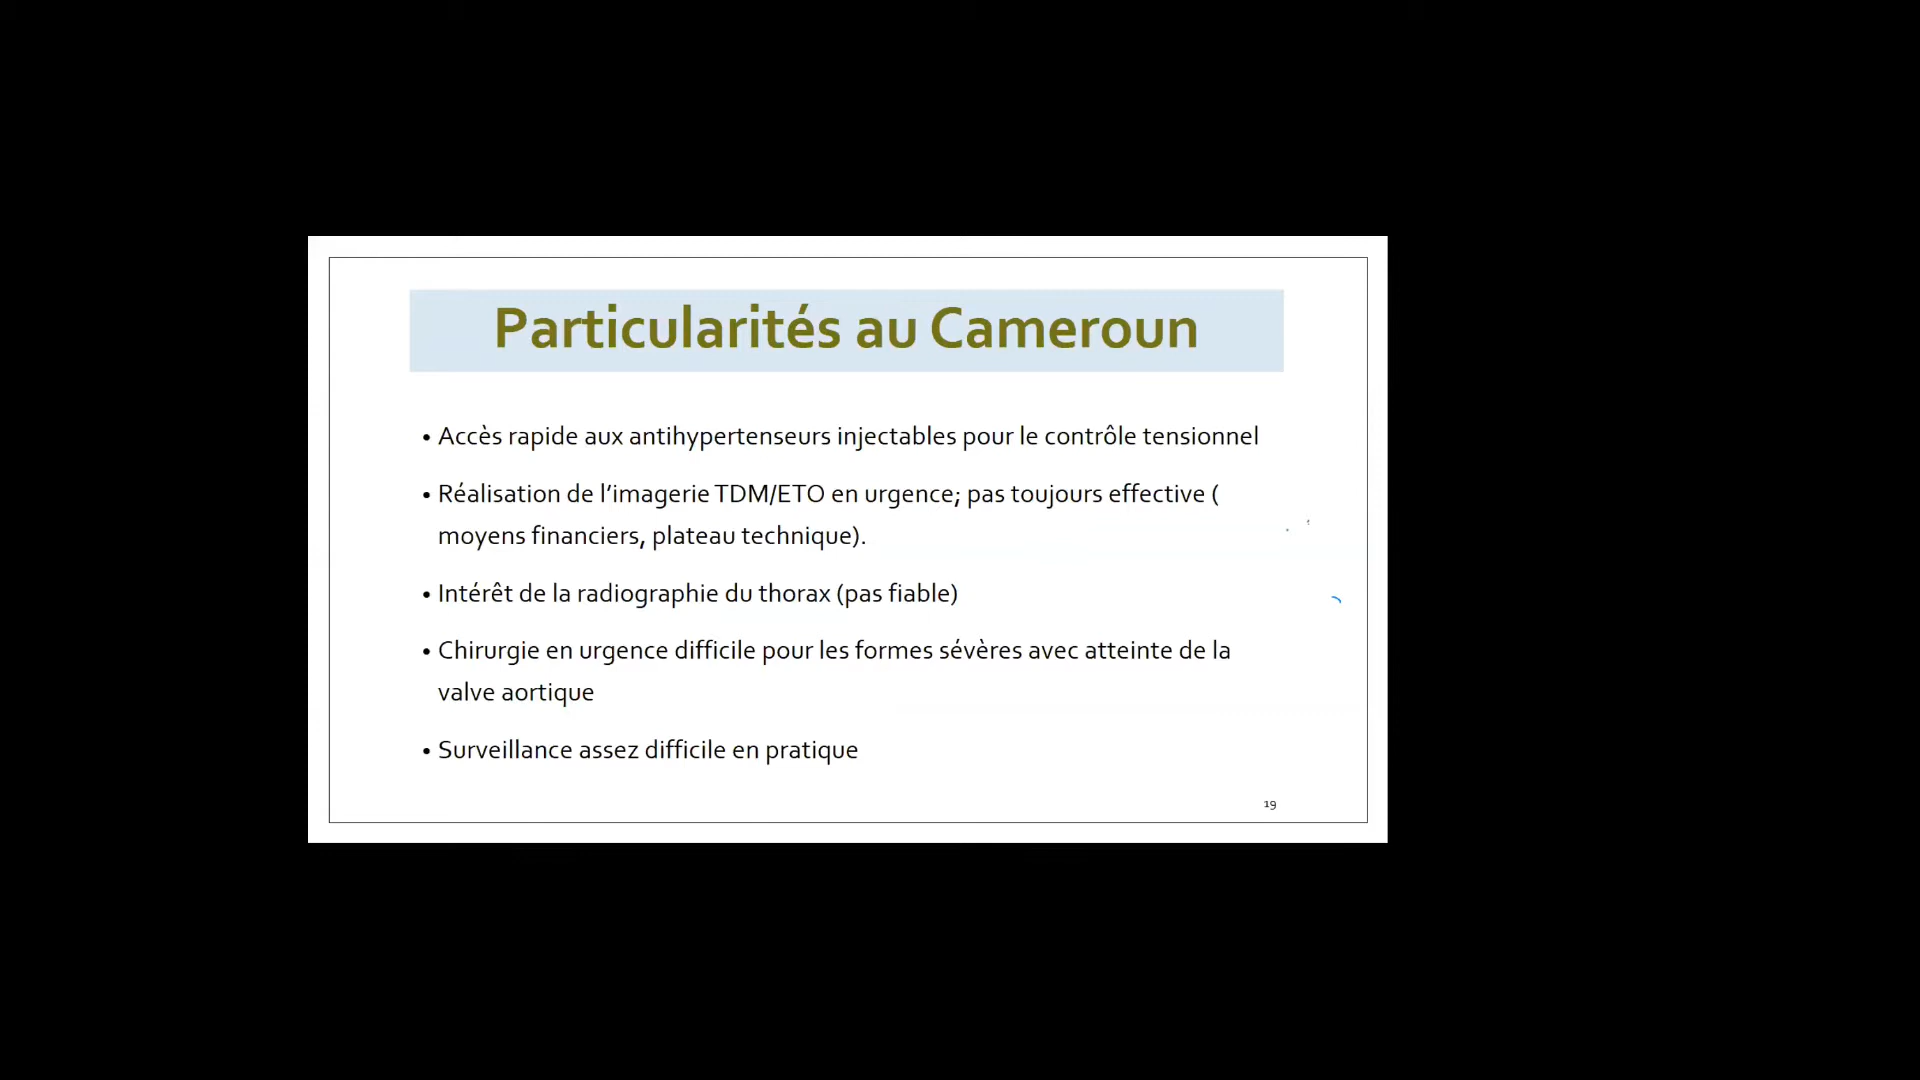 Particularités au Cameroun
• Accès rapide aux antihypertenseurs injectables pour le contrôle tensionnel
• Réalisation de l’imagerie TDM/ETO en urgence; pas toujours effective (
moyens financiers, plateau technique).
• Intérêt de la radiographie du thorax (pas fiable)
• Chirurgie en urgence difficile pour les formes sévères avec atteinte de la
valve aortique
• Surveillance assez difficile en pratique
19